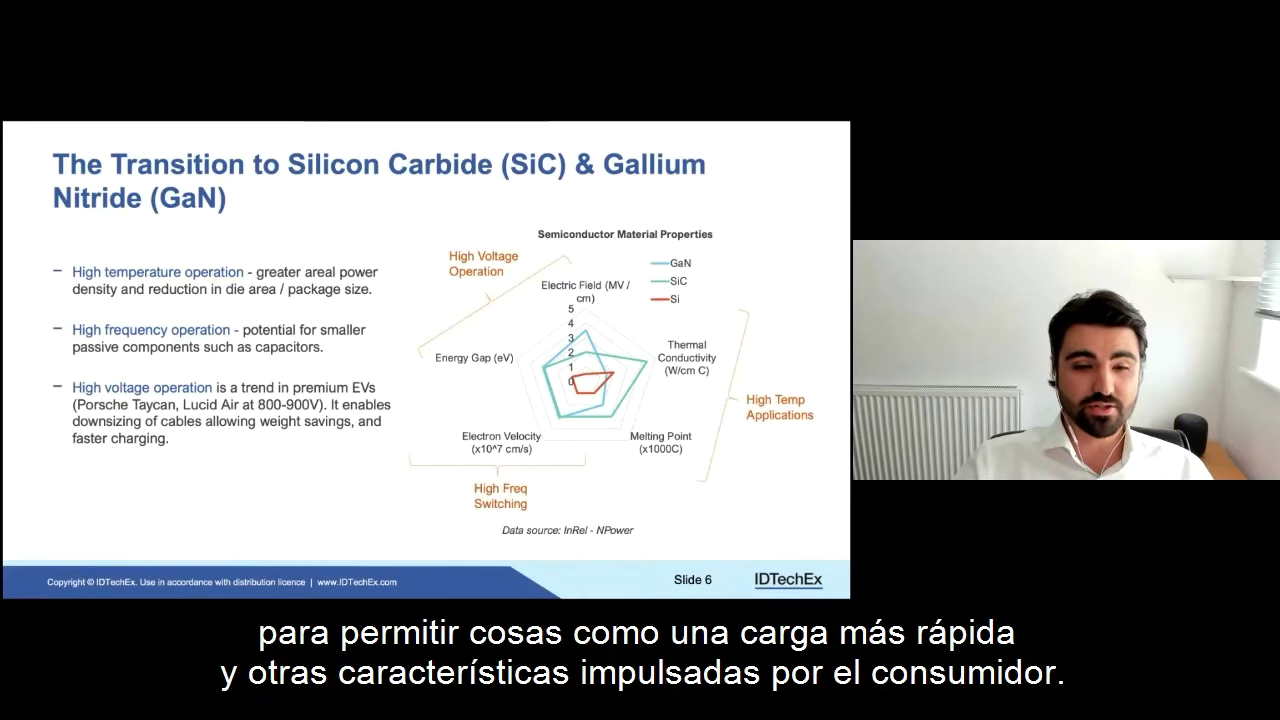 The Transition to Silicon Carbide (SiC) & Gallium
Nitride (GaN)
– High temperature operation - greater areal power
density and reduction in die area / package size.
– High frequency operation - potential for smaller
passive components such as capacitors.
– High voltage operation is a trend in premium EVs
(Porsche Taycan, Lucid Air at 800-900V). It enables
downsizing of cables allowing weight savings, and
faster charging.
Semiconductor Material Properties
High Voltage
Operation
GaN
SiC
Si
Electric Field (MV /
cm)
5
4
3
2
1
0
Energy Gap (eV)
Thermal
Conductivity
(W/cm C)
High Temp
Applications
Electron Velocity
(x10^7 cm/s)
Melting Point
(x1000C)
High Freq
Switching
Data source: InRel - NPower
Copyright © IDTechEx. Use in accordance with distribution licence | www.IDTechEx.com
Slide 6
IDTechEx
para permitir cosas como una carga más rápida
y otras características impulsadas por el consumidor.